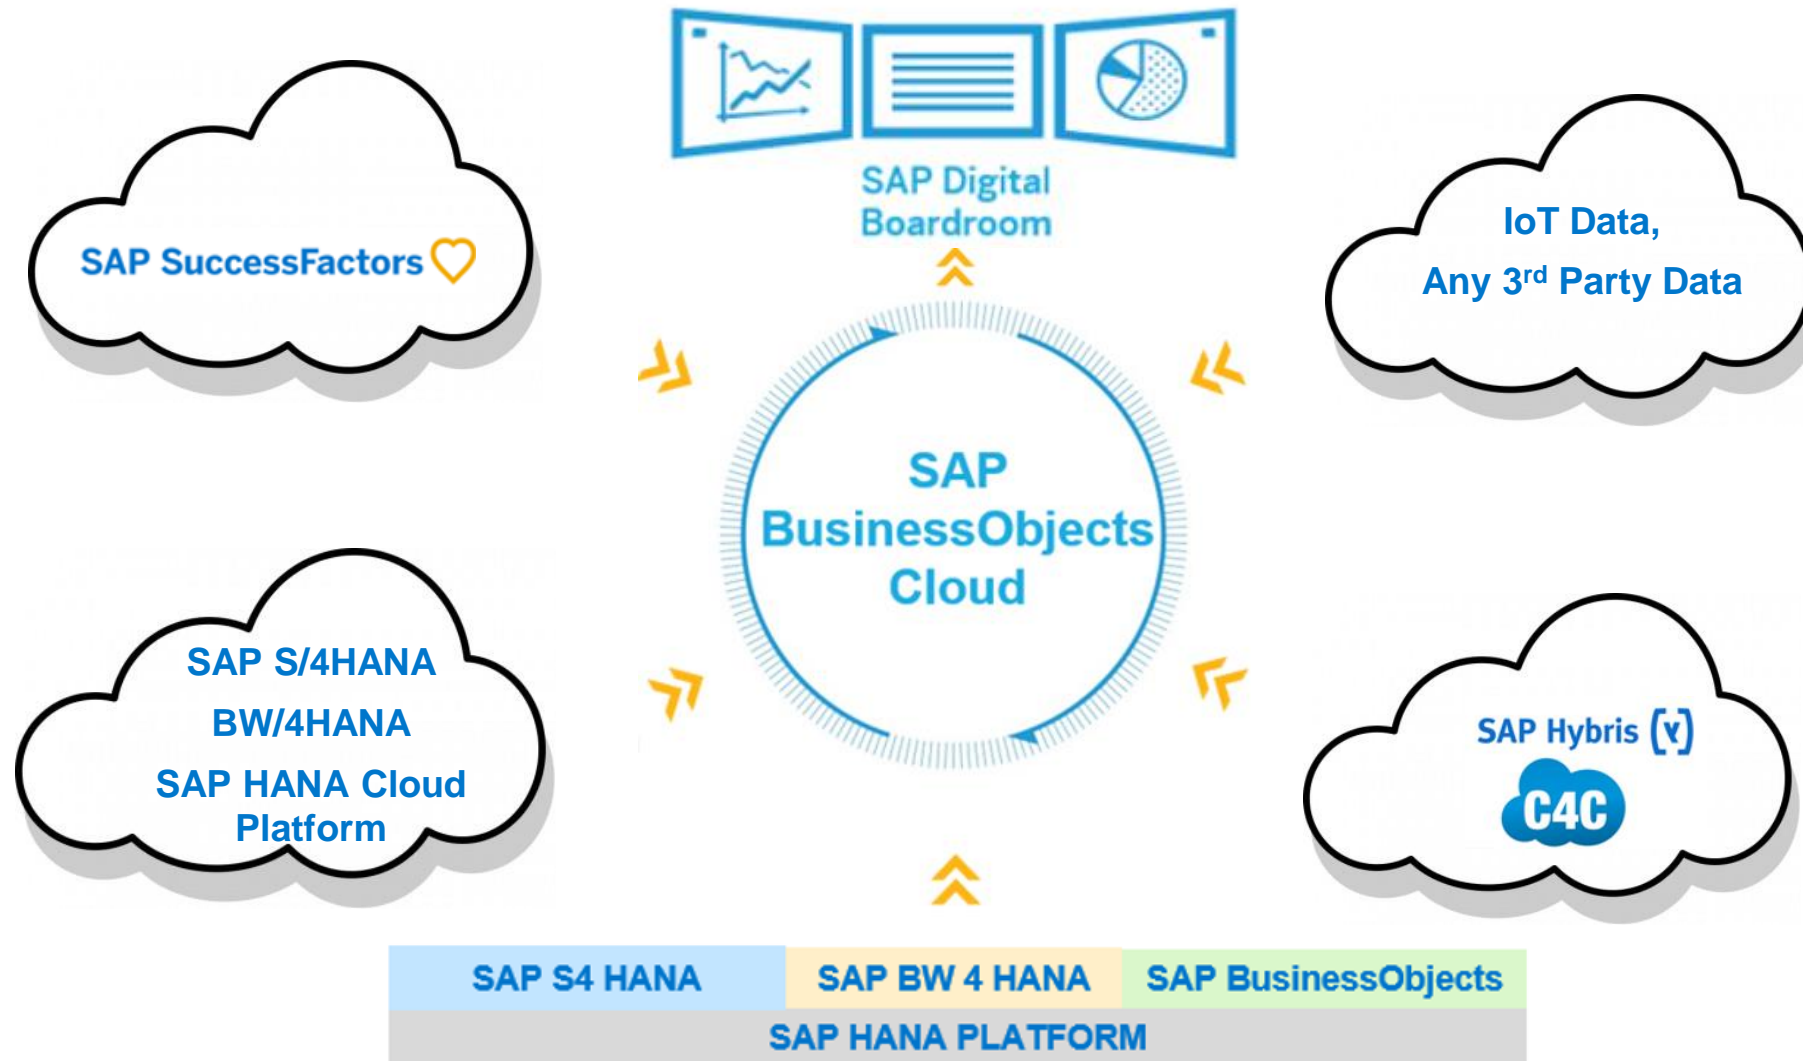 SAP Digital
Boardroom
SAP SuccessFactors
IoT Data,
Any 3rd Party Data
SAP
BusinessObjects
Cloud
SAP S/4HANA
BW/4HANA
SAP HANA Cloud
Platform
SAP Hybris (y)
C4C
SAP S4 HANA
SAP BW 4 HANA
SAP BusinessObjects
SAP HANA PLATFORM